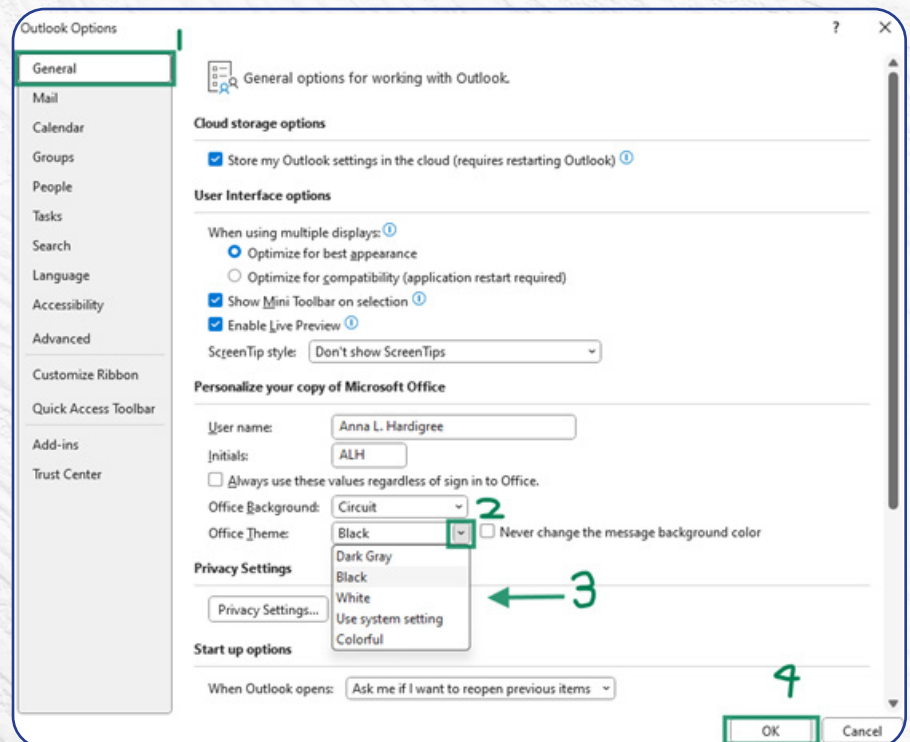 Outlook Options ? ×
1
General
Mail
Calendar
Groups
People
Tasks
Search
Language
Accessibility
Advanced
Customize Ribbon
Quick Access Toolbar
Add-ins
Trust Center
General options for working with Outlook.
Cloud storage options
Store my Outlook settings in the cloud (requires restarting Outlook)
User Interface options
When using multiple displays:
Optimize for best appearance
Optimize for compatibility (application restart required)
Show Mini Toolbar on selection
Enable Live Preview
ScreenTip style: Don't show ScreenTips
Personalize your copy of Microsoft Office
User name: Anna L. Hardigree
Initials: ALH
Always use these values regardless of sign in to Office.
Office Background: Circuit 2
Office Theme: Black Never change the message background color
Dark Gray
Black
White
Use system setting
Colorful
3
Privacy Settings
Privacy Settings...
Start up options
When Outlook opens: Ask me if I want to reopen previous items
4
OK Cancel